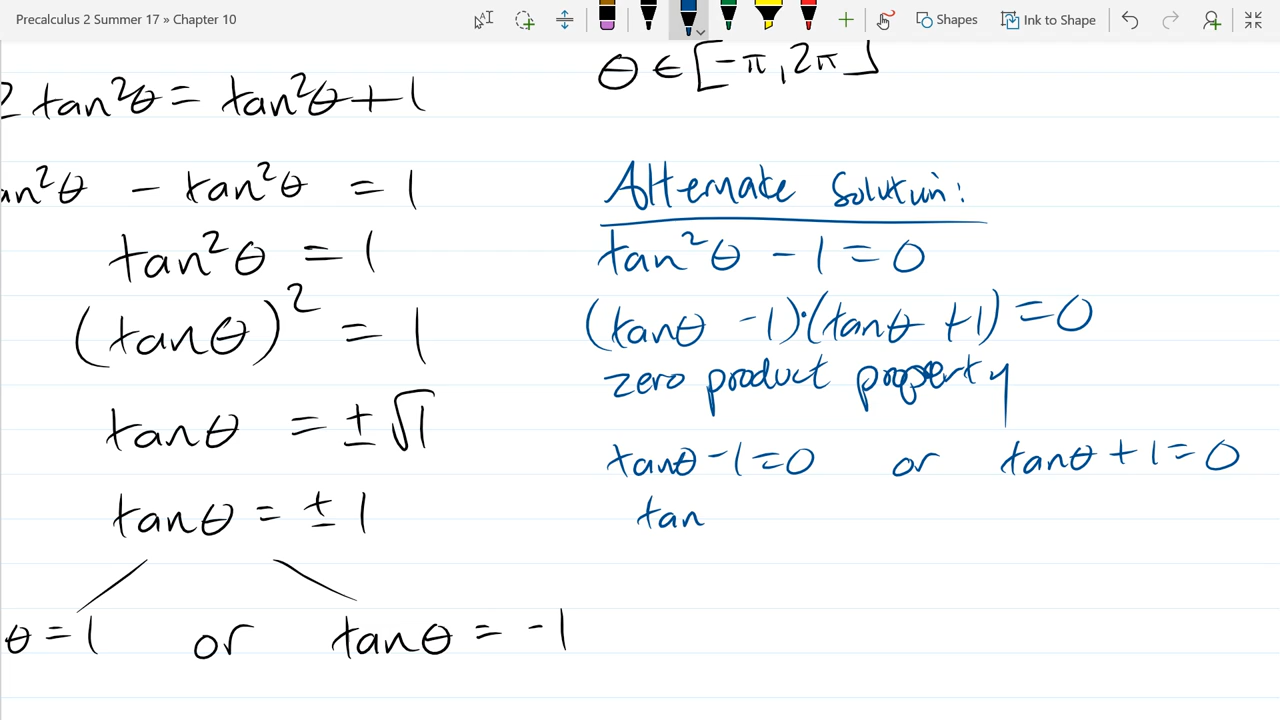 Precalculus 2 Summer 17 » Chapter 10
Shapes
Ink to Shape
2 tan²θ = tan²θ + 1
an²θ - tan²θ = 1
tan²θ = 1
(tanθ)² = 1
tanθ = ± √1
tanθ = ± 1
θ = 1 or tanθ = -1
θ ∈ [-π, 2π]
Alternate Solution:
tan²θ - 1 = 0
(tanθ -1)·(tanθ +1) = 0
zero product property
tanθ - 1 = 0 or tanθ + 1 = 0
tan